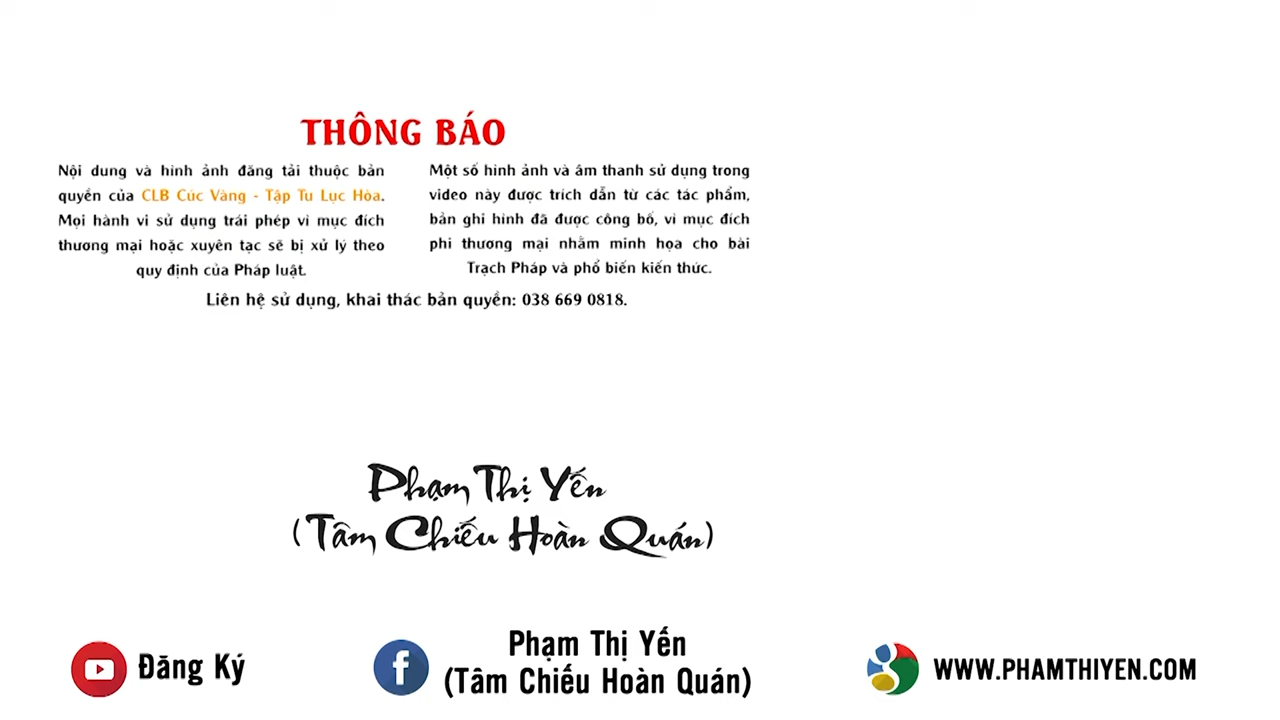 THÔNG BÁO
Nội dung và hình ảnh đăng tải thuộc bản
quyền của CLB Cúc Vàng - Tập Tu Lục Hòa.
Mọi hành vi sử dụng trái phép vì mục đích
thương mại hoặc xuyên tạc sẽ bị xử lý theo
quy định của Pháp luật.
Một số hình ảnh và âm thanh sử dụng trong
video này được trích dẫn từ các tác phẩm,
bản ghi hình đã được công bố, vì mục đích
phi thương mại nhằm minh họa cho bài
Trạch Pháp và phổ biến kiến thức.
Liên hệ sử dụng, khai thác bản quyền: 038 669 0818.
Phạm Thị Yến
(Tâm Chiếu Hoàn Quán)
Đăng Ký
Phạm Thị Yến
(Tâm Chiếu Hoàn Quán)
WWW.PHAMTHIYEN.COM